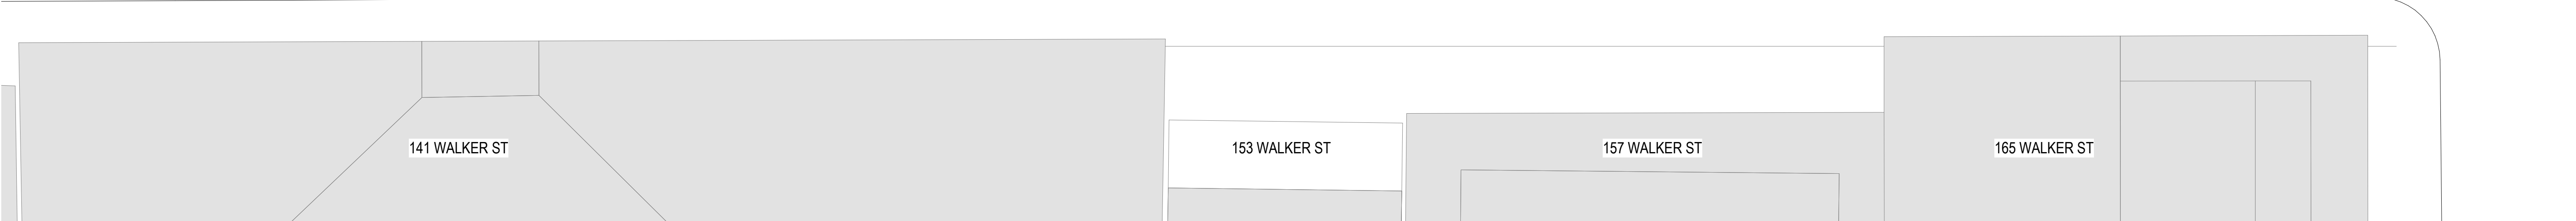 141 WALKER ST
153 WALKER ST
157 WALKER ST
165 WALKER ST